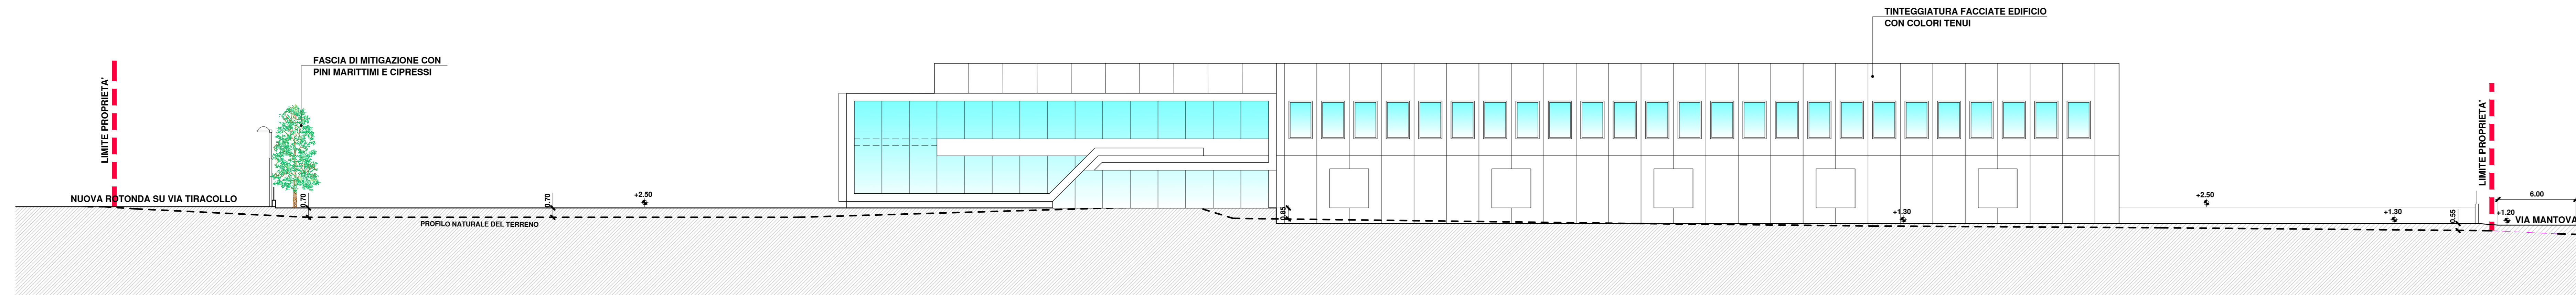 TINTEGGIATURA FACCIATE EDIFICIO
CON COLORI TENUI
FASCIA DI MITIGAZIONE CON
PINI MARITTIMI E CIPRESSI
LIMITE PROPRIETA'
LIMITE PROPRIETA'
NUOVA ROTONDA SU VIA TIRACOLLO
0.70
0.70
+2.50
PROFILO NATURALE DEL TERRENO
0.85
+1.30
+2.50
+1.30
0.55
6.00
+1.20
VIA MANTOVA